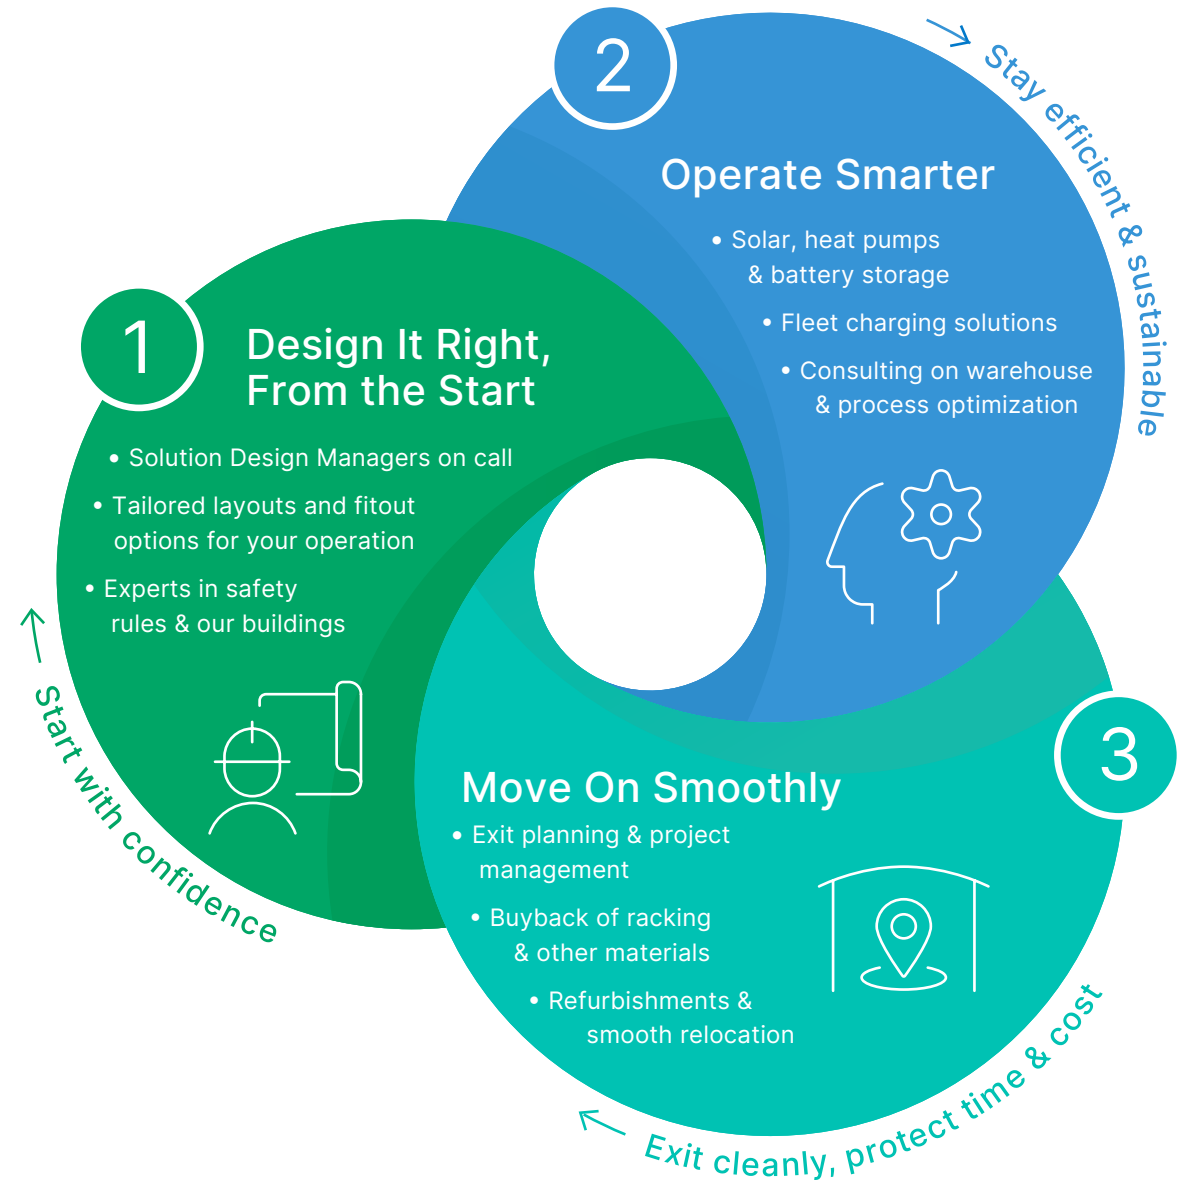 1
Design It Right,
From the Start
• Solution Design Managers on call
• Tailored layouts and fitout
options for your operation
• Experts in safety
rules & our buildings
Start with confidence
2
Operate Smarter
• Solar, heat pumps
& battery storage
• Fleet charging solutions
• Consulting on warehouse
& process optimization
Stay efficient & sustainable
3
Move On Smoothly
• Exit planning & project
management
• Buyback of racking
& other materials
• Refurbishments &
smooth relocation
Exit cleanly, protect time & cost